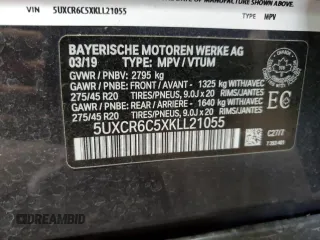 VIN 5UXCR6C5XKLL21055 TYPE MPV
BAYERISCHE MOTOREN WERKE AG
03/19 TYPE: MPV / VTUM
GVWR / PNBV: 2795 kg
GAWR / PNBE: FRONT / AVANT - 1325 kg WITH/AVEC
275/45 R20 TIRES/PNEUS, 9.0J x 20 RIMS/JANTES
GAWR / PNBE: REAR / ARRIERE - 1640 kg WITH/AVEC
275/45 R20 TIRES/PNEUS, 9.0J x 20 RIMS/JANTES
EC
5UXCR6C5XKLL21055
© DREAMBID